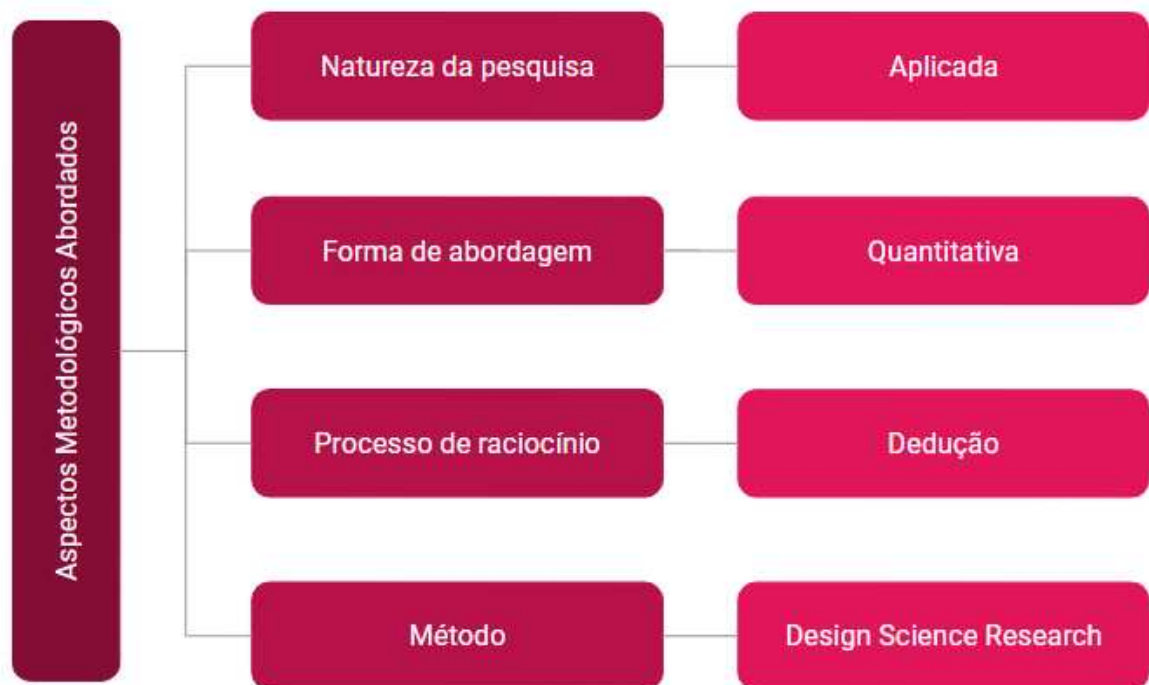 Aspectos Metodológicos Abordados
Natureza da pesquisa
Aplicada
Forma de abordagem
Quantitativa
Processo de raciocínio
Dedução
Método
Design Science Research